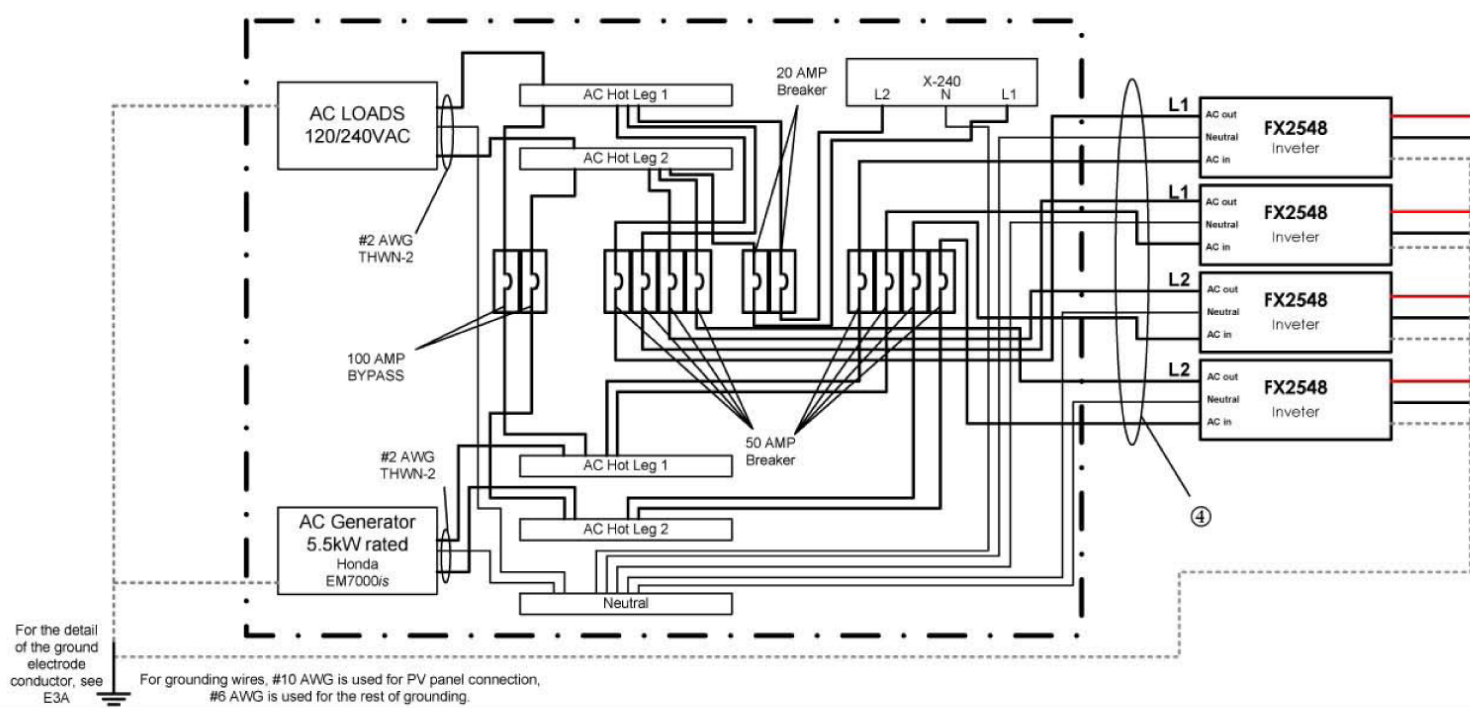 AC LOADS
120/240VAC
#2 AWG
THWN-2
AC Hot Leg 1
AC Hot Leg 2
20 AMP
Breaker
X-240
L2 N L1
100 AMP
BYPASS
50 AMP
Breaker
#2 AWG
THWN-2
AC Hot Leg 1
AC Hot Leg 2
Neutral
AC Generator
5.5kW rated
Honda
EM7000is
L1
AC out
Neutral
AC in
FX2548
Inveter
L1
AC out
Neutral
AC in
FX2548
Inveter
L2
AC out
Neutral
AC in
FX2548
Inveter
L2
AC out
Neutral
AC in
FX2548
Inveter
④
For the detail
of the ground
electrode
conductor, see
E3A
For grounding wires, #10 AWG is used for PV panel connection,
#6 AWG is used for the rest of grounding.